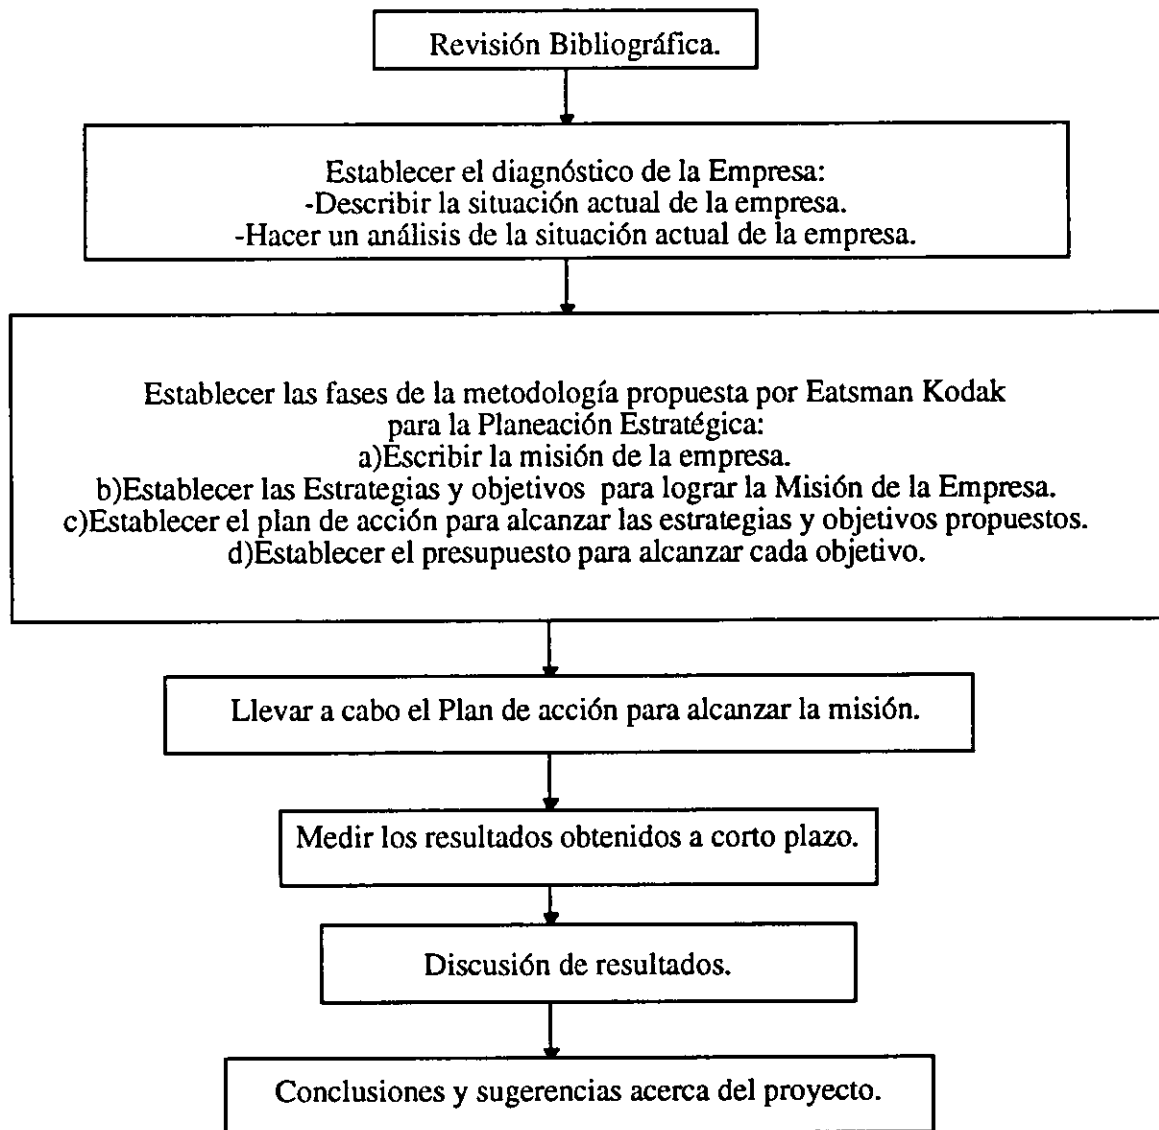 Revisión Bibliográfica.
Establecer el diagnóstico de la Empresa:
-Describir la situación actual de la empresa.
-Hacer un análisis de la situación actual de la empresa.
Establecer las fases de la metodología propuesta por Eatsman Kodak
para la Planeación Estratégica:
a)Escribir la misión de la empresa.
b)Establecer las Estrategias y objetivos para lograr la Misión de la Empresa.
c)Establecer el plan de acción para alcanzar las estrategias y objetivos propuestos.
d)Establecer el presupuesto para alcanzar cada objetivo.
Llevar a cabo el Plan de acción para alcanzar la misión.
Medir los resultados obtenidos a corto plazo.
Discusión de resultados.
Conclusiones y sugerencias acerca del proyecto.